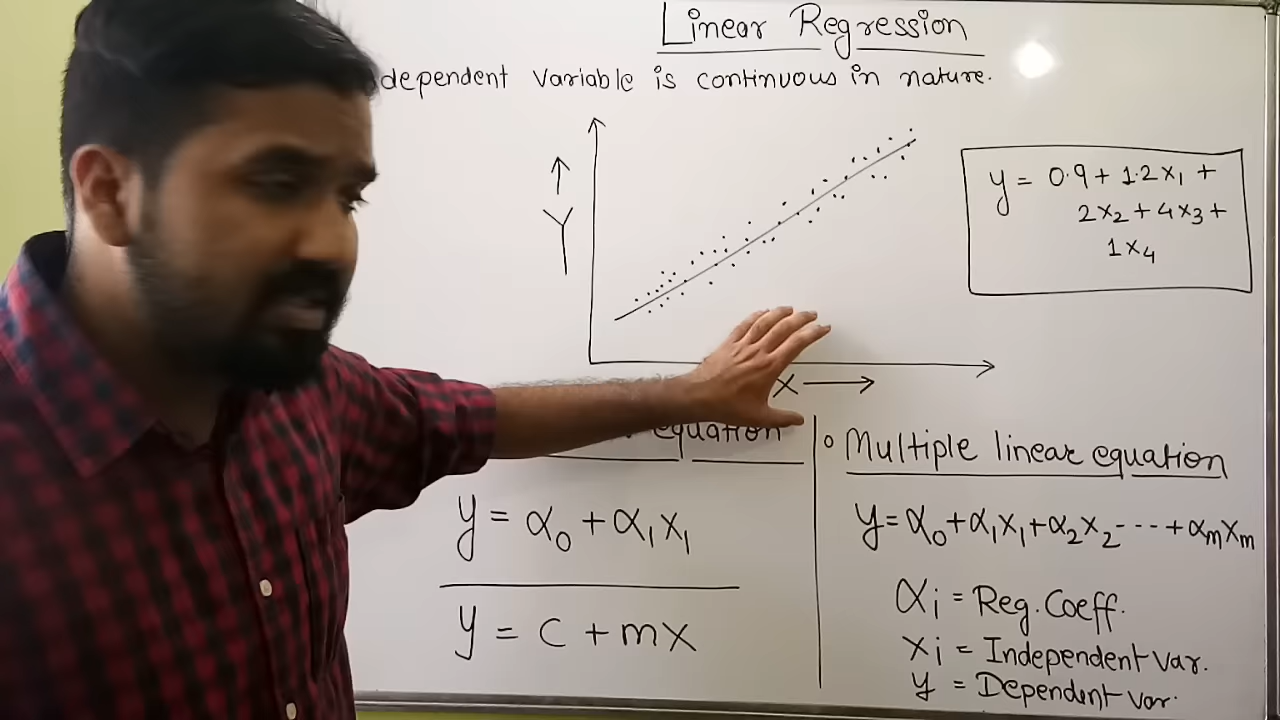 Linear Regression
dependent variable is continuous in nature.
Y
X
y = 0.9 + 1.2x₁ +
2x₂ + 4x₃ +
1x₄
equation
y = α₀ + α₁x₁
y = c + mx
Multiple linear equation
y = α₀ + α₁x₁ + α₂x₂ ---- + αₘxₘ
αi = Reg. Coeff.
xi = Independent var.
y = Dependent var.